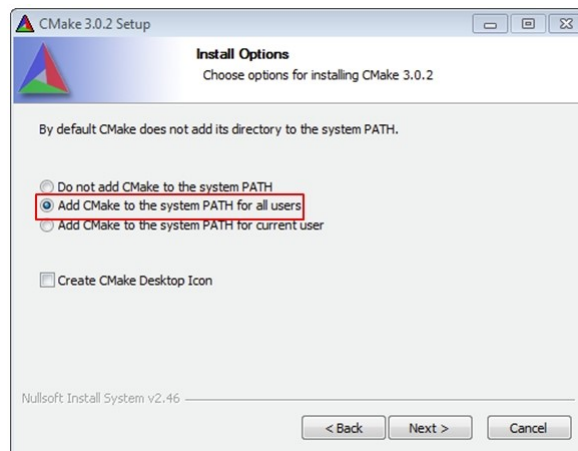 CMake 3.0.2 Setup
Install Options
Choose options for installing CMake 3.0.2
By default CMake does not add its directory to the system PATH.
Do not add CMake to the system PATH
Add CMake to the system PATH for all users
Add CMake to the system PATH for current user
Create CMake Desktop Icon
Nullsoft Install System v2.46
< Back Next > Cancel